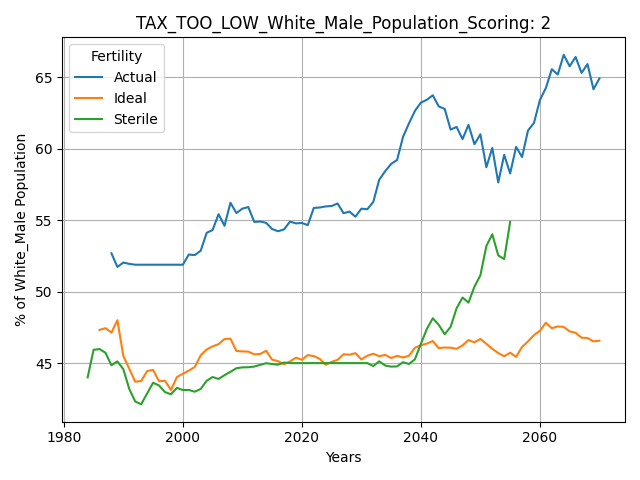 TAX_TOO_LOW_White_Male_Population_Scoring: 2
% of White_Male Population
Fertility
Actual
Ideal
Sterile
65
60
55
50
45
1980
2000
2020
2040
2060
Years